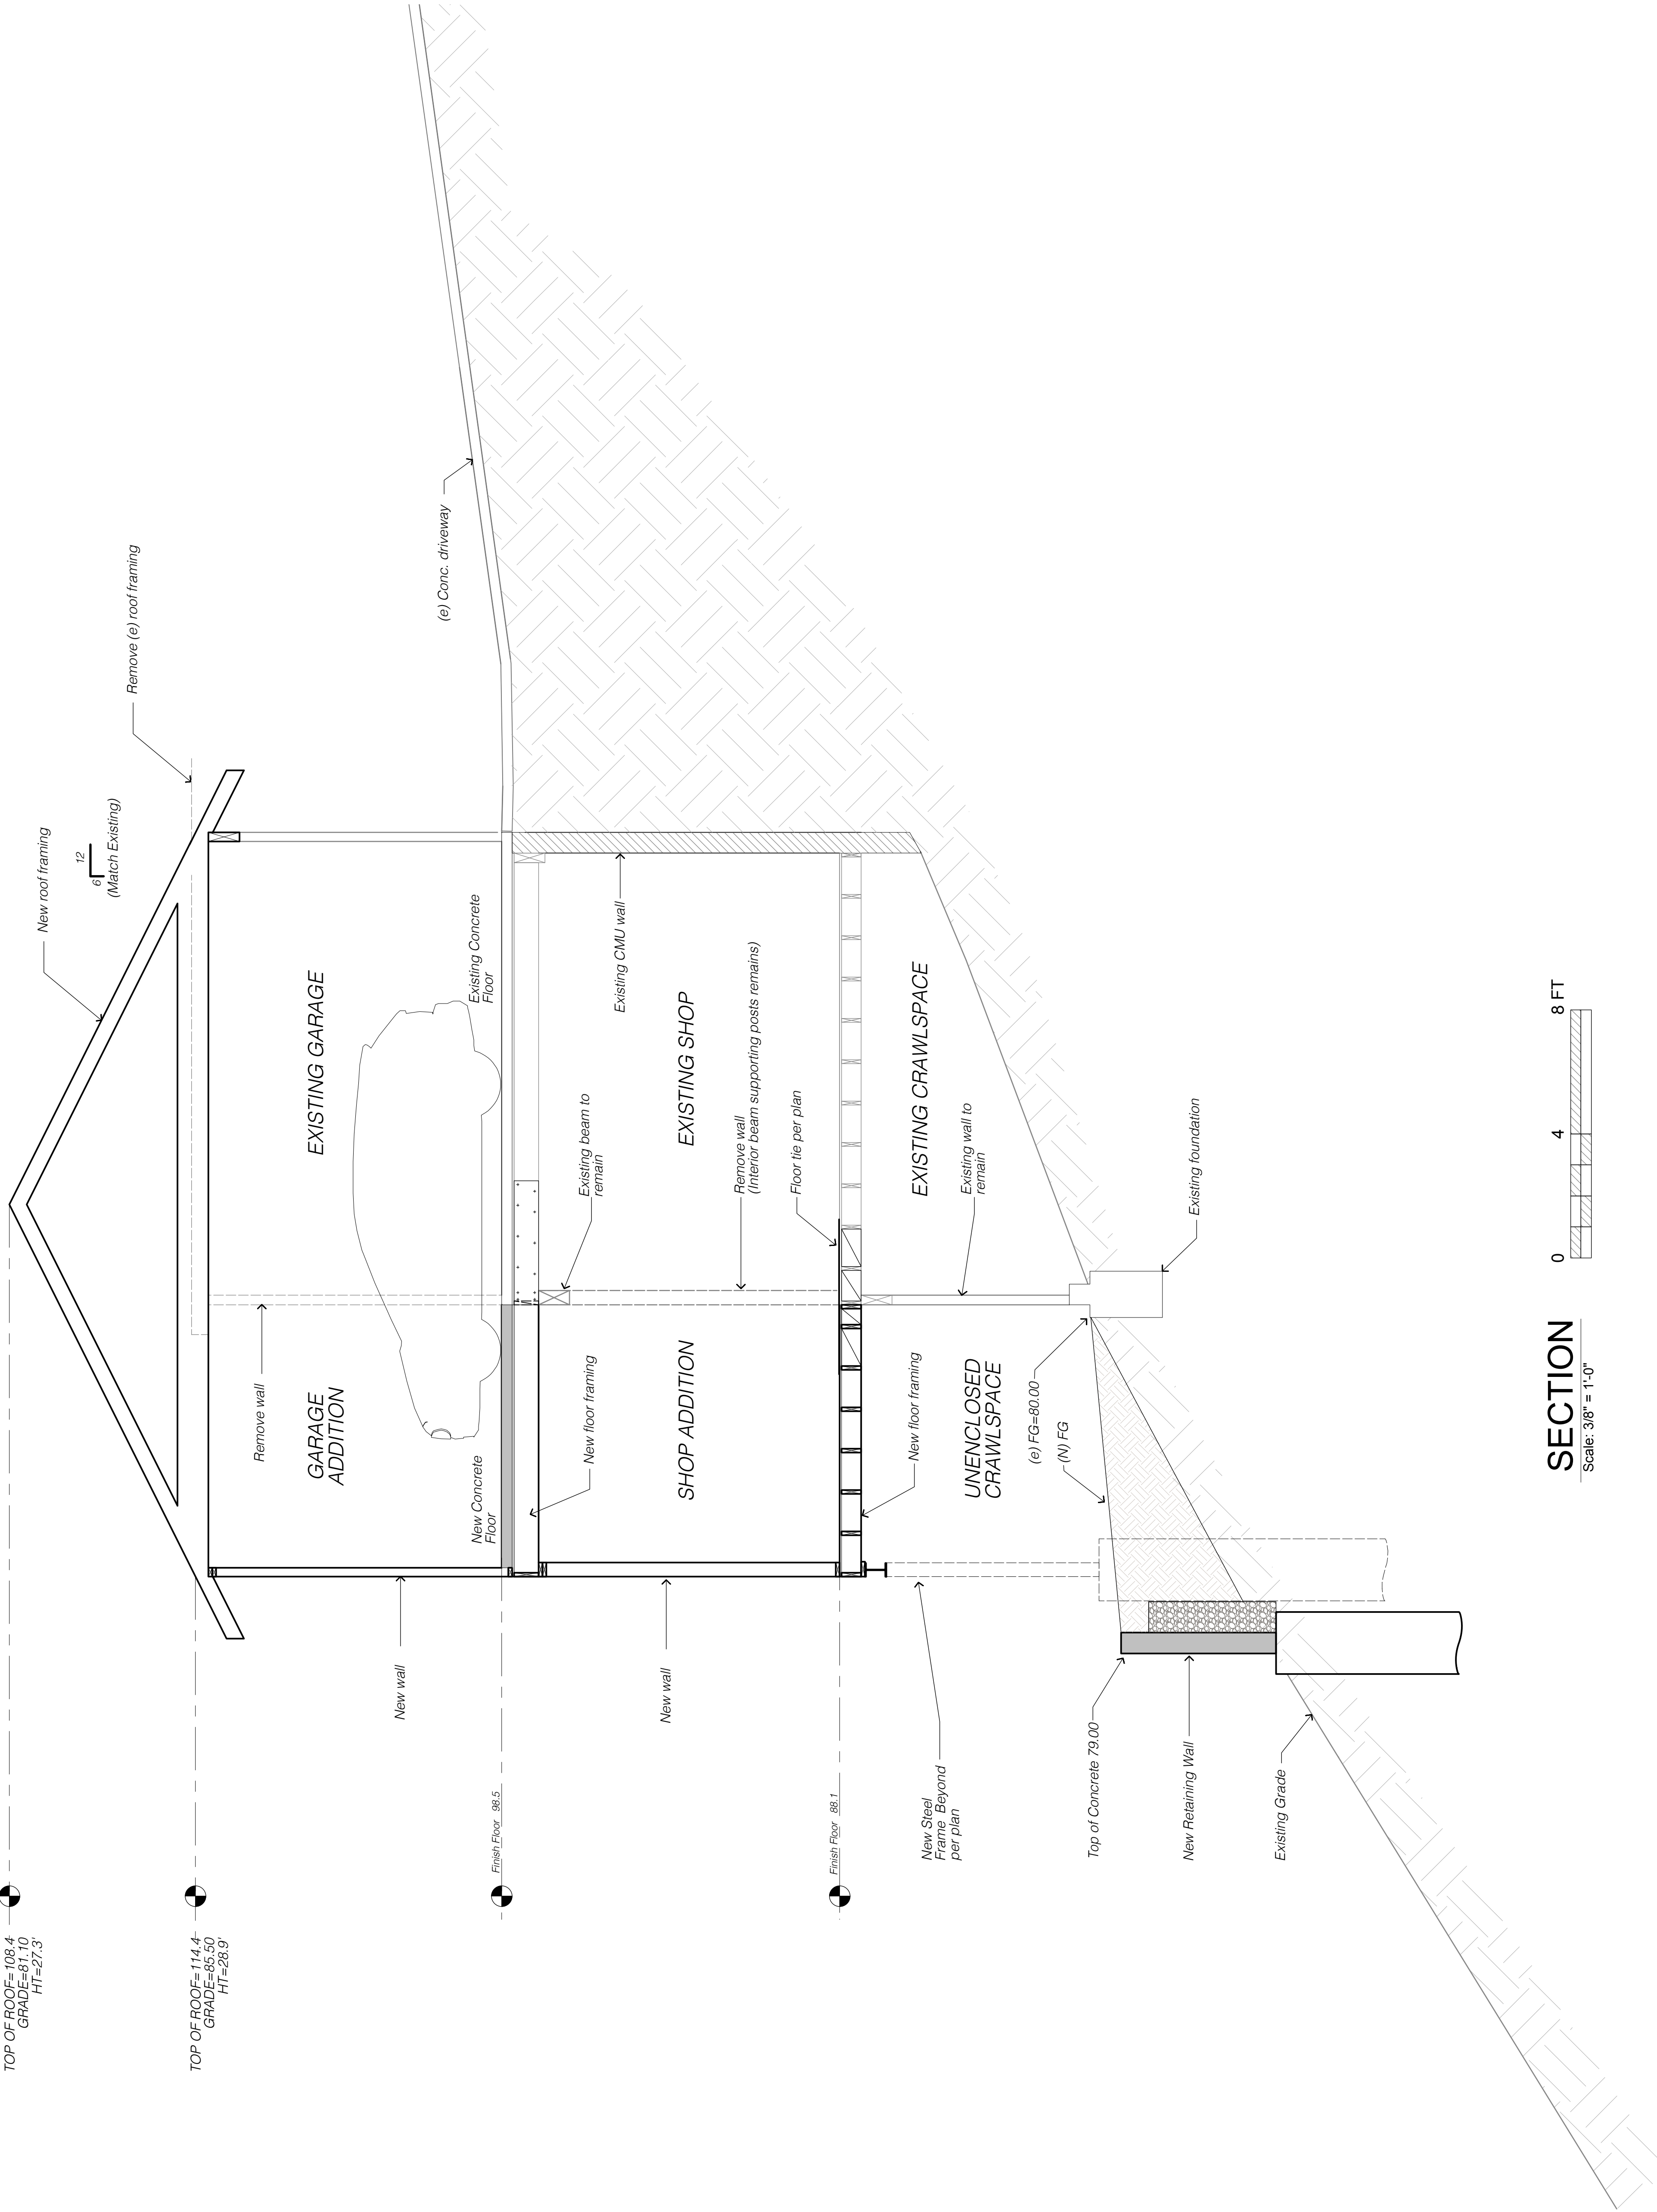 TOP OF ROOF=108.4
GRADE=81.10
HT=27.3'
TOP OF ROOF=114.4
GRADE=85.50
HT=28.9'
New roof framing
12
6
(Match Existing)
Remove (e) roof framing
Remove wall
EXISTING GARAGE
GARAGE
ADDITION
New wall
(e) Conc. driveway
Existing Concrete
Floor
New Concrete
Floor
Finish Floor 98.5
Existing beam to
remain
New floor framing
Existing CMU wall
EXISTING SHOP
SHOP ADDITION
New wall
Remove wall
(Interior beam supporting posts remains)
Floor tie per plan
Finish Floor 88.1
New floor framing
EXISTING CRAWLSPACE
UNENCLOSED
CRAWLSPACE
Existing wall to
remain
New Steel
Frame Beyond
per plan
(e) FG=80.00
(N) FG
Top of Concrete 79.00
New Retaining Wall
Existing foundation
Existing Grade
SECTION
Scale: 3/8" = 1'-0"
0
4
8 FT